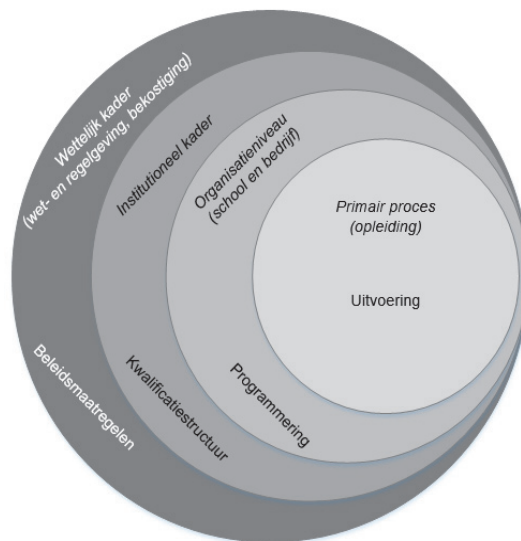 Wettelijk kader
(wet- en regelgeving, bekostiging)
Institutioneel kader
Organisatieniveau
(school en bedrijf)
Primair proces
(opleiding)
Uitvoering
Programmering
Kwalificatiestructuur
Beleidsmaatregelen